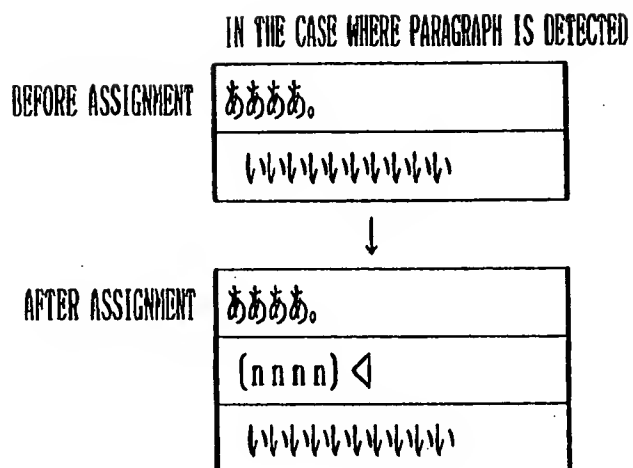 IN THE CASE WHERE PARAGRAPH IS DETECTED
BEFORE ASSIGNMENT
ああああ。
いいいいいいいいいい
↓
AFTER ASSIGNMENT
ああああ。
(nnnn)◁
いいいいいいいいいい